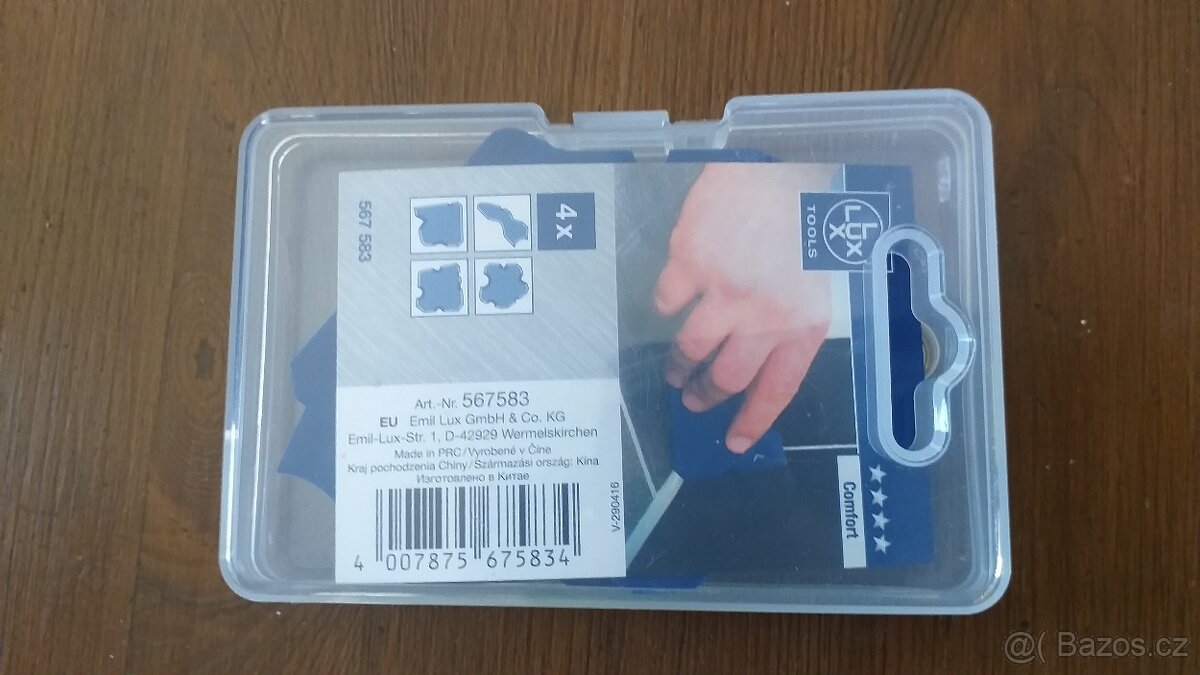 567 583
4x
LUX
LUX
TOOLS
Art.-Nr. 567583
EU Emil Lux GmbH & Co. KG
Emil-Lux-Str. 1, D-42929 Wermelskirchen
Made in PRC/Vyrobené v Číne
Kraj pochodzenia Chiny/Származási ország: Kína
Изготовлено в Китае
4 007875 675834
V-290416
Comfort
@( Bazos.cz